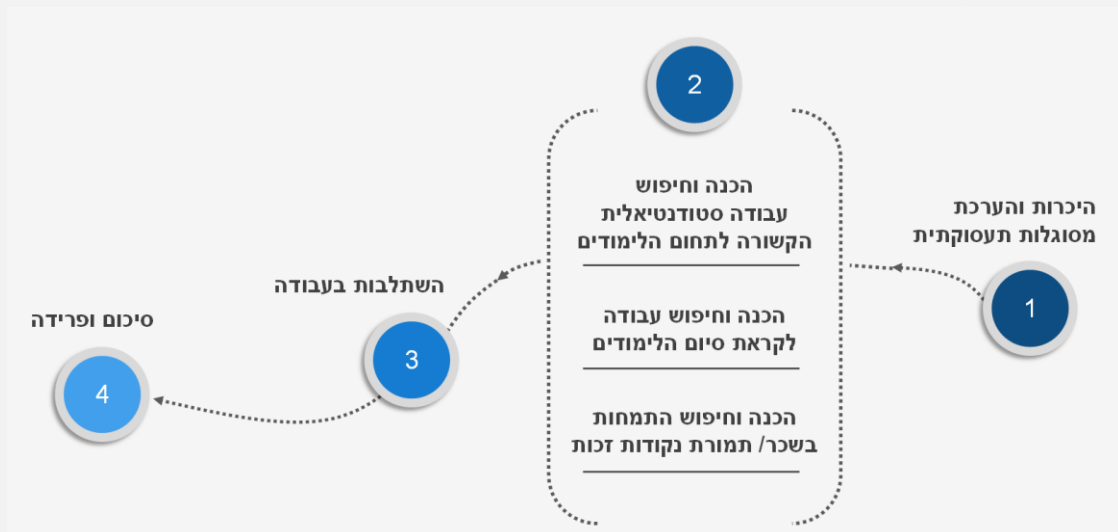 1
היכרות והערכת
מסוגלות תעסוקתית
2
הכנה וחיפוש
עבודה סטודנטיאלית
הקשורה לתחום הלימודים
הכנה וחיפוש עבודה
לקראת סיום הלימודים
הכנה וחיפוש התמחות
בשכר/ תמורת נקודות זכות
3
השתלבות בעבודה
4
סיכום ופרידה